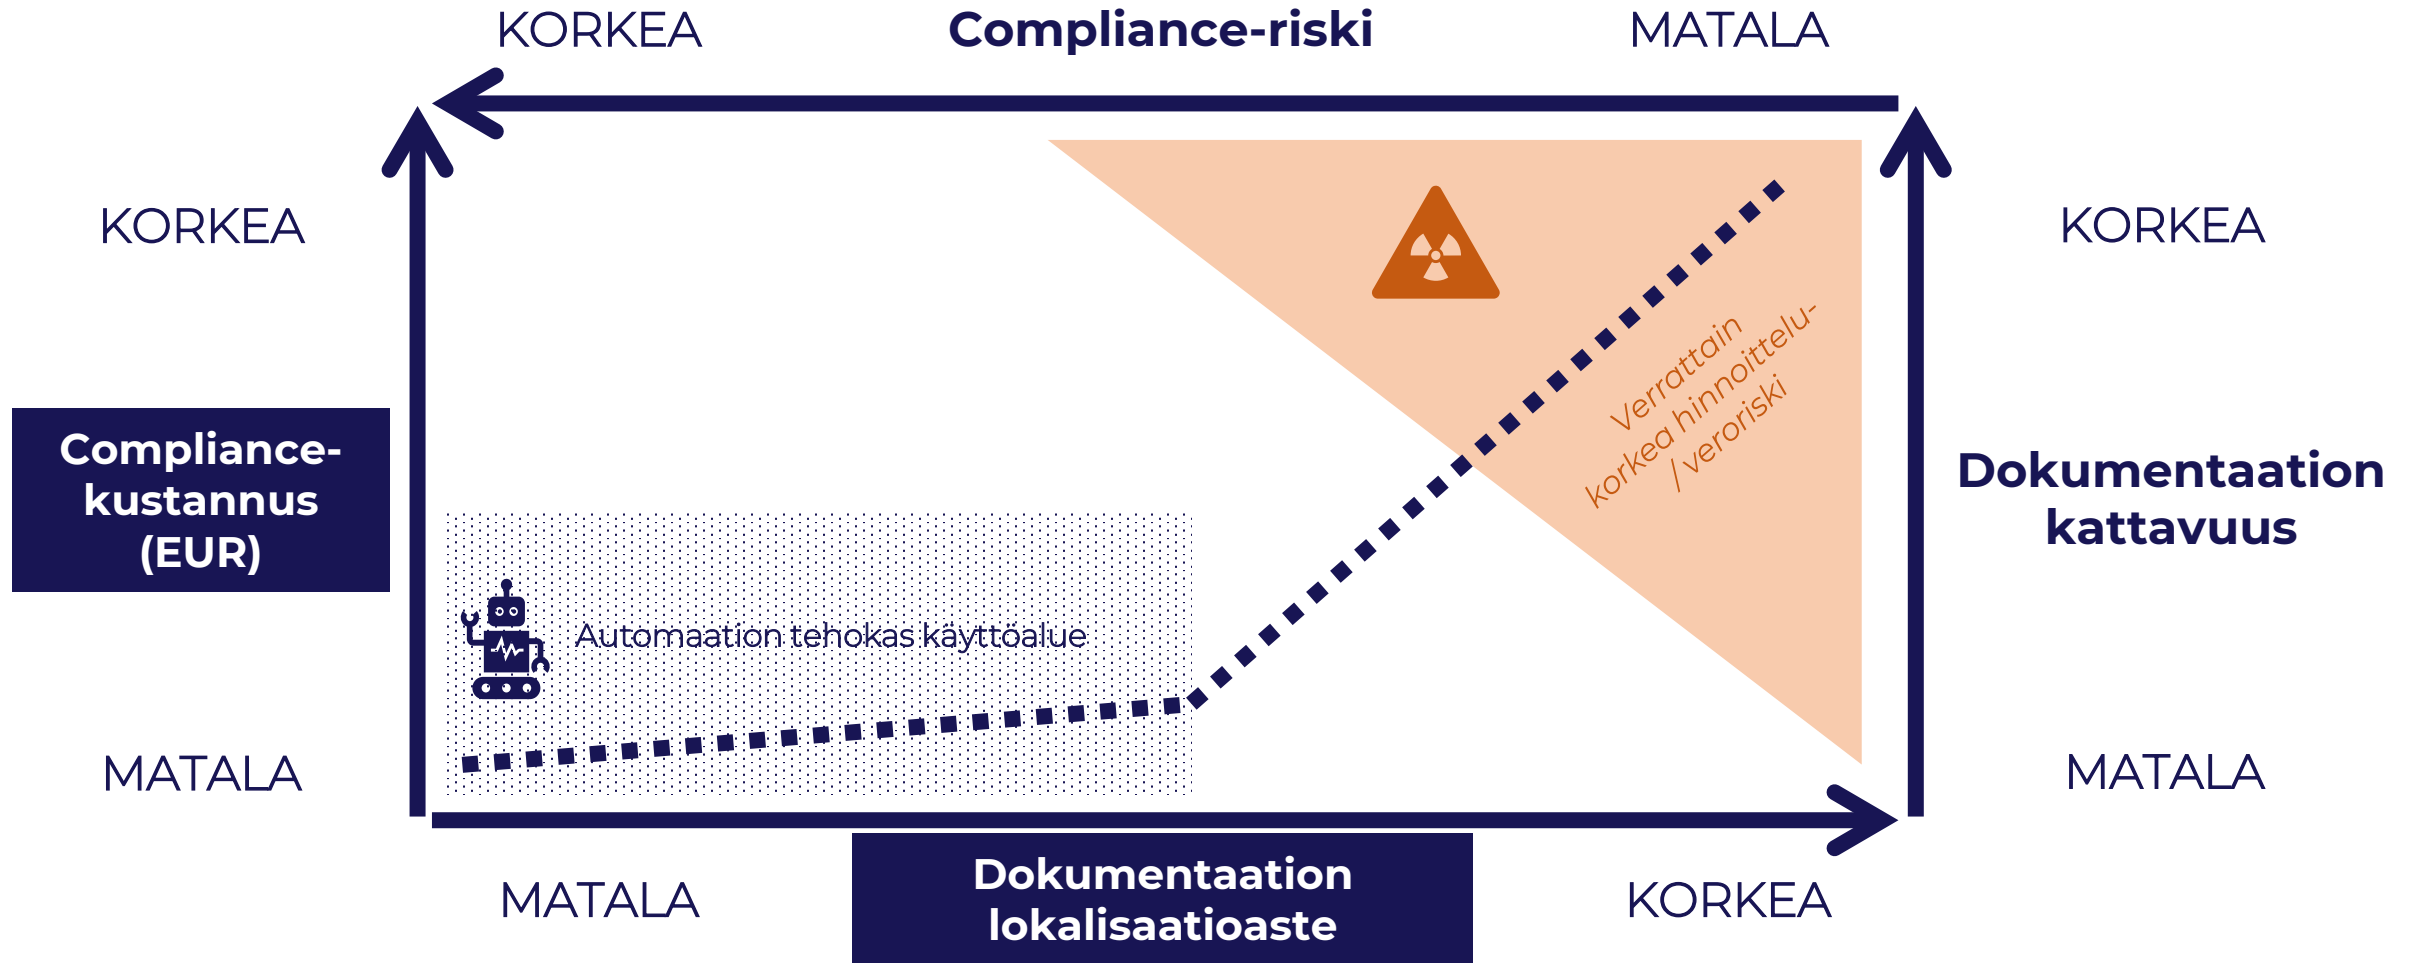 KORKEA
Compliance-riski
MATALA
KORKEA
KORKEA
Verrattain
korkea hinnoittelu-
/ veroriski
Compliance-
kustannus
(EUR)
Dokumentaation
kattavuus
Automaation tehokas käyttöalue
MATALA
MATALA
MATALA
Dokumentaation
lokalisaatioaste
KORKEA